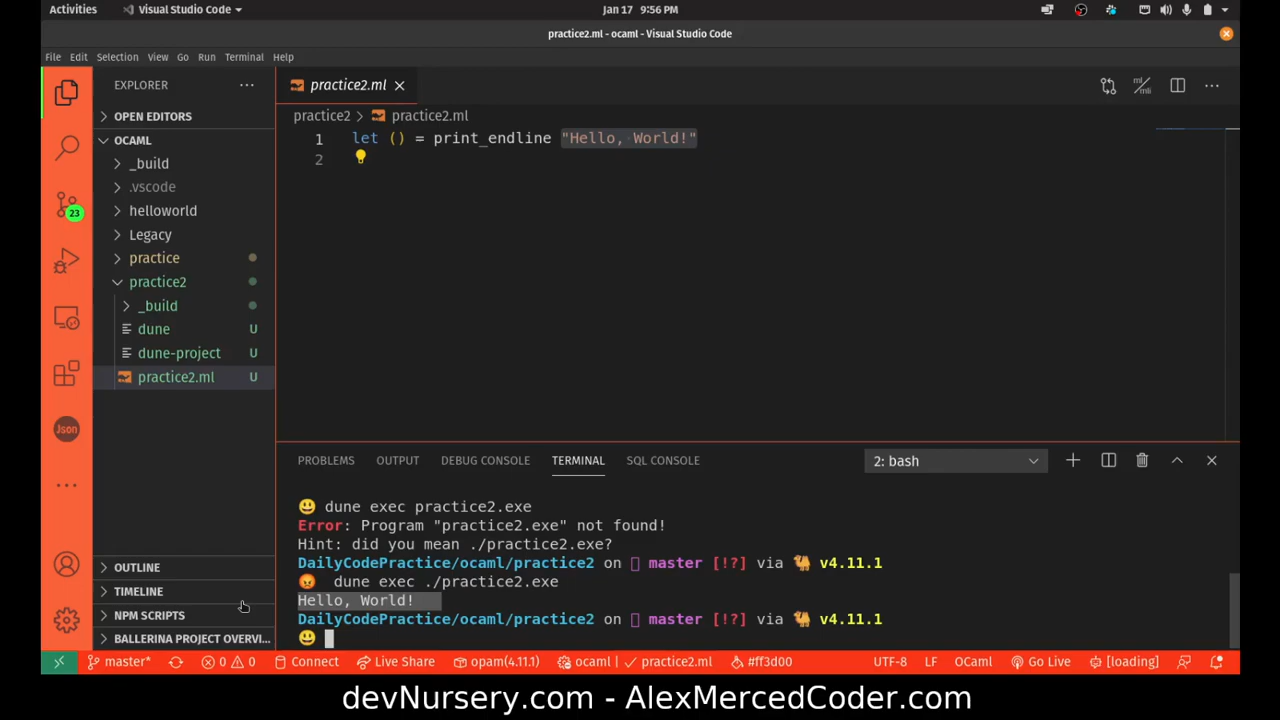 Activities
Visual Studio Code
Jan 17 9:56 PM
practice2.ml - ocaml - Visual Studio Code
File Edit Selection View Go Run Terminal Help
EXPLORER
OPEN EDITORS
OCAML
_build
.vscode
helloworld
Legacy
practice
practice2
_build
dune U
dune-project U
practice2.ml U
OUTLINE
TIMELINE
NPM SCRIPTS
BALLERINA PROJECT OVERVI...
23
Json
practice2.ml
ml/mli
practice2 > practice2.ml
1 let () = print_endline "Hello, World!"
2
PROBLEMS OUTPUT DEBUG CONSOLE TERMINAL SQL CONSOLE
2: bash
😃 dune exec practice2.exe
Error: Program "practice2.exe" not found!
Hint: did you mean ./practice2.exe?
DailyCodePractice/ocaml/practice2 on master [!?] via 🐫 v4.11.1
😡 dune exec ./practice2.exe
Hello, World!
DailyCodePractice/ocaml/practice2 on master [!?] via 🐫 v4.11.1
😃
master* 0 0 Connect Live Share opam(4.11.1) ocaml | ✓ practice2.ml #ff3d00 UTF-8 LF OCaml Go Live [loading]
devNursery.com - AlexMercedCoder.com